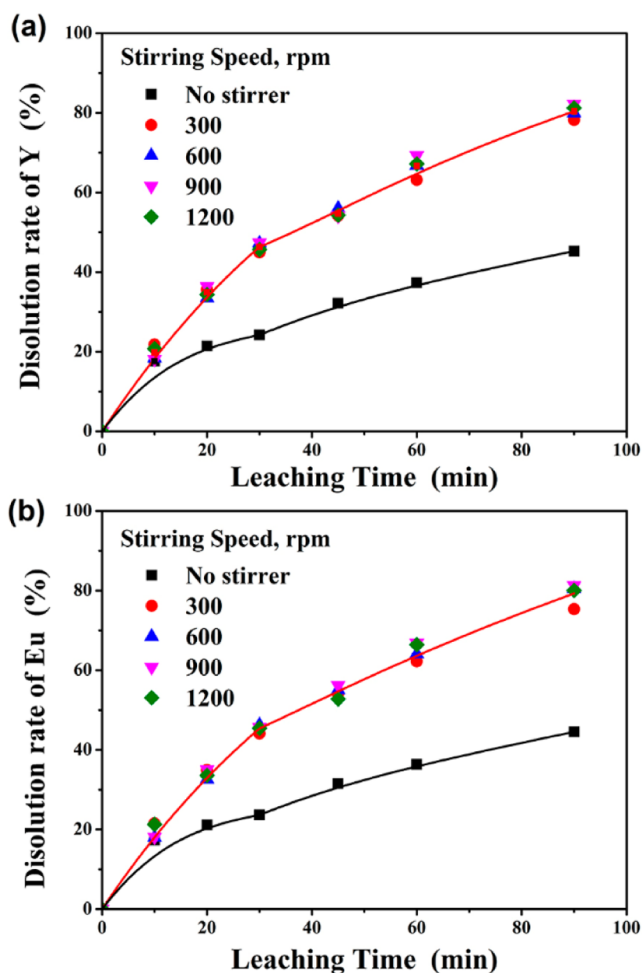 (a)
100
80
60
40
20
0
Disolution rate of Y (%)
Stirring Speed, rpm
No stirrer
300
600
900
1200
0 20 40 60 80 100
Leaching Time (min)
(b)
100
80
60
40
20
0
Disolution rate of Eu (%)
Stirring Speed, rpm
No stirrer
300
600
900
1200
0 20 40 60 80 100
Leaching Time (min)